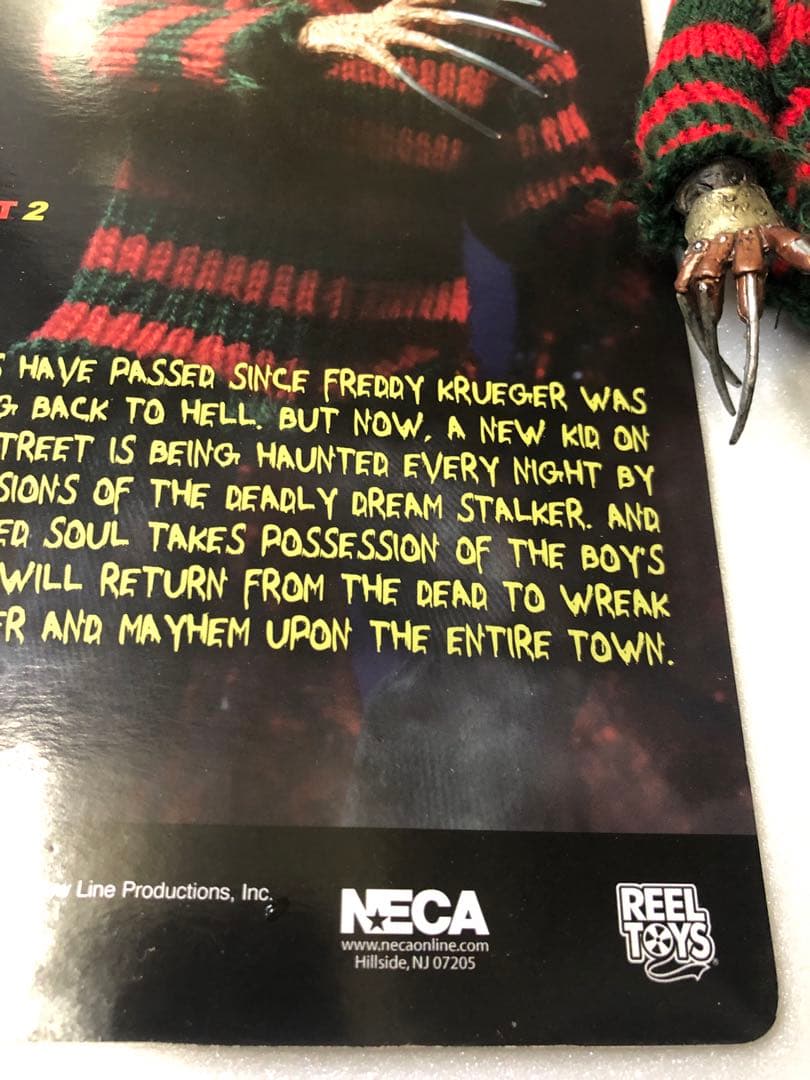 T 2
HAVE PASSED SINCE FREDDY KRUEGER WAS
BACK TO HELL. BUT NOW, A NEW KID ON
TREET IS BEING HAUNTED EVERY NIGHT BY
SIONS OF THE DEADLY DREAM STALKER. AND
ED SOUL TAKES POSSESSION OF THE BOY'S
WILL RETURN FROM THE DEAD TO WREAK
ER AND MAYHEM UPON THE ENTIRE TOWN.
Line Productions, Inc.
NECA
www.necaonline.com
Hillside, NJ 07205
REEL
TOYS